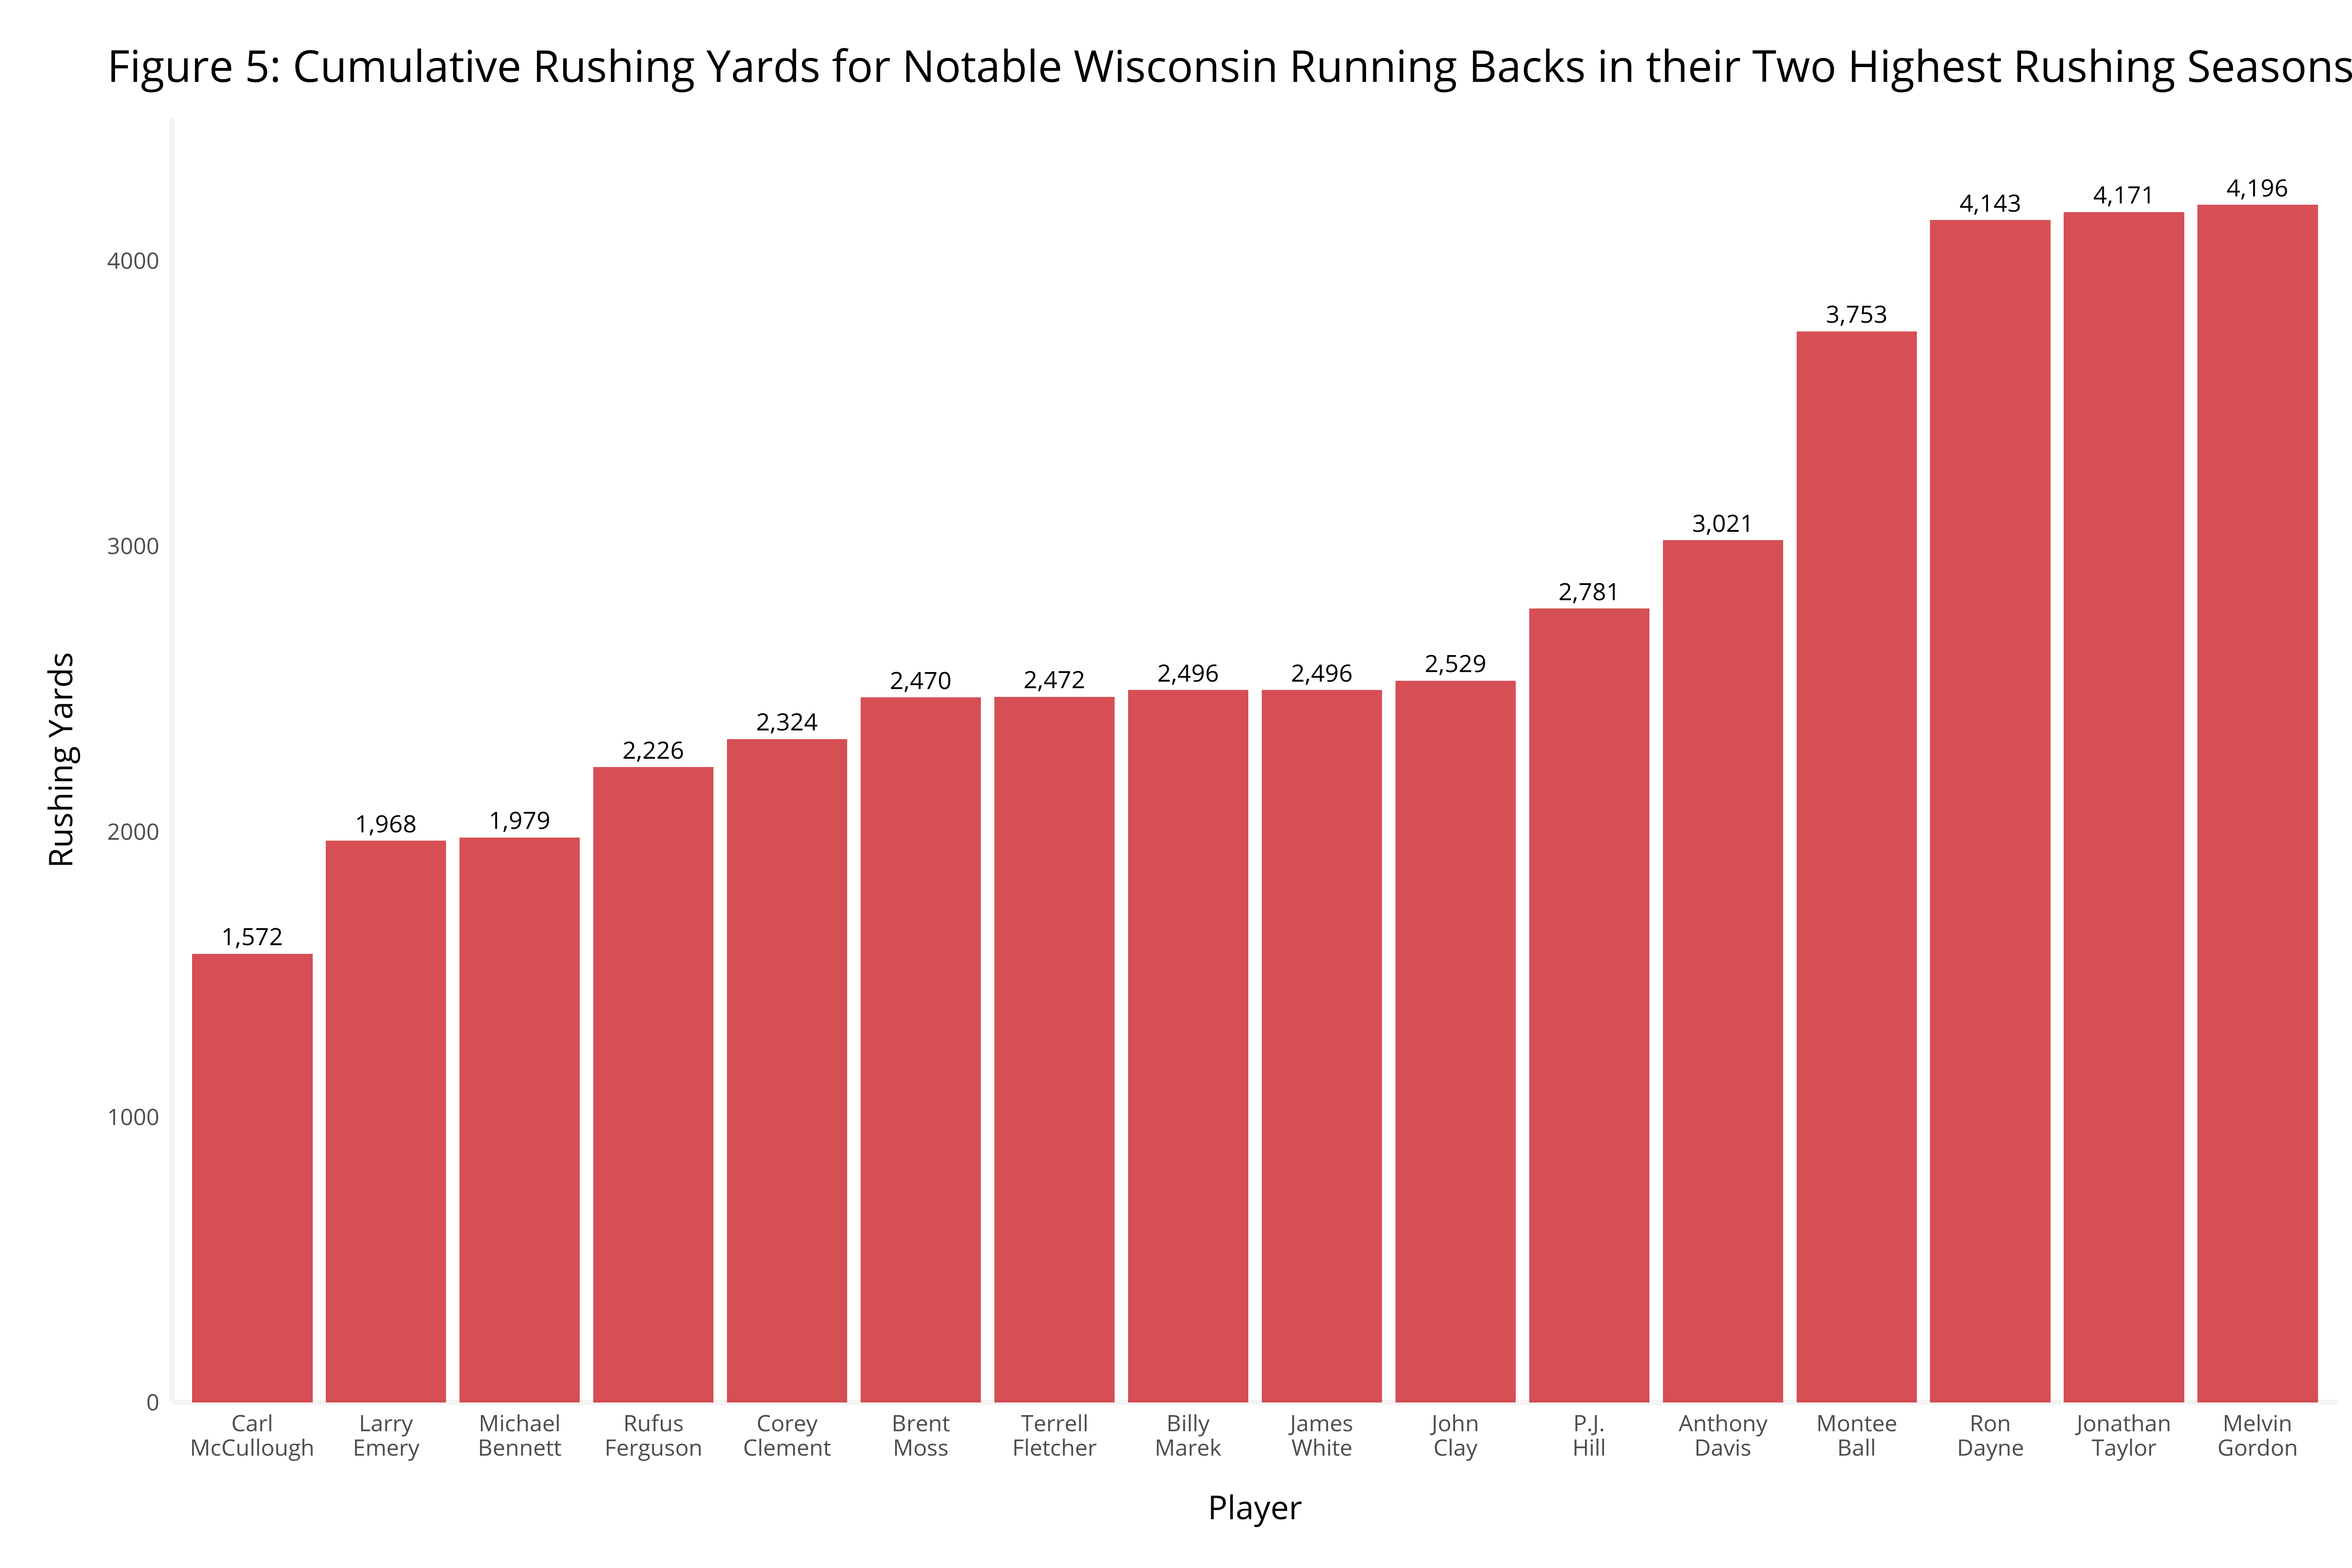 Figure 5: Cumulative Rushing Yards for Notable Wisconsin Running Backs in their Two Highest Rushing Seasons
Rushing Yards
4000
3000
2000
1000
0
1,572
1,968
1,979
2,226
2,324
2,470
2,472
2,496
2,496
2,529
2,781
3,021
3,753
4,143
4,171
4,196
Carl
McCullough
Larry
Emery
Michael
Bennett
Rufus
Ferguson
Corey
Clement
Brent
Moss
Terrell
Fletcher
Billy
Marek
James
White
John
Clay
P.J.
Hill
Anthony
Davis
Montee
Ball
Ron
Dayne
Jonathan
Taylor
Melvin
Gordon
Player